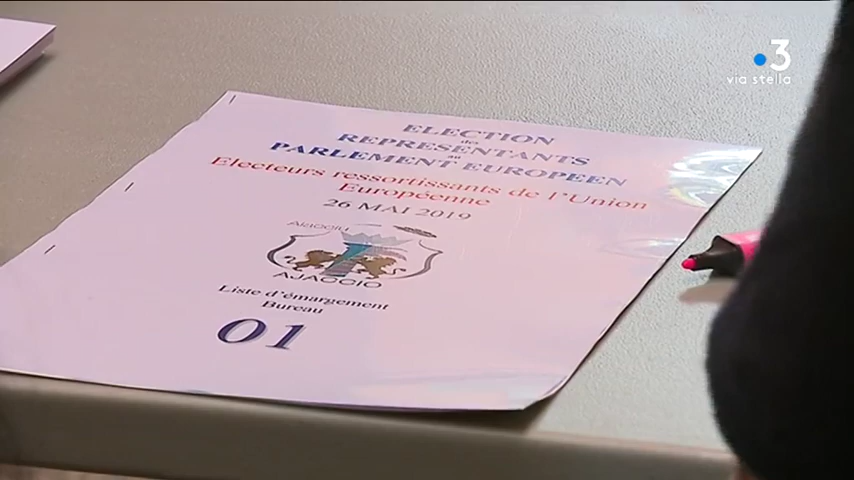 3
via stella
ELECTION
des
REPRESENTANTS
au
PARLEMENT EUROPEEN
Electeurs ressortissants de l'Union
Européenne
26 MAI 2019
Aiacciu
AJACCIO
Liste d'émargement
Bureau
01